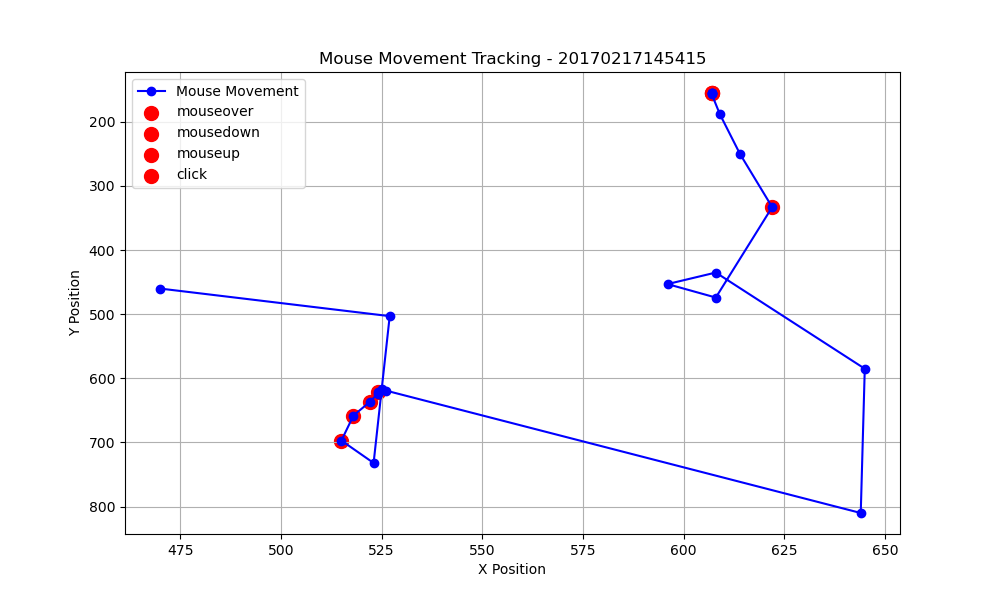 Mouse Movement Tracking - 20170217145415
Mouse Movement
mouseover
mousedown
mouseup
click
Y Position
200
300
400
500
600
700
800
475
500
525
550
575
600
625
650
X Position